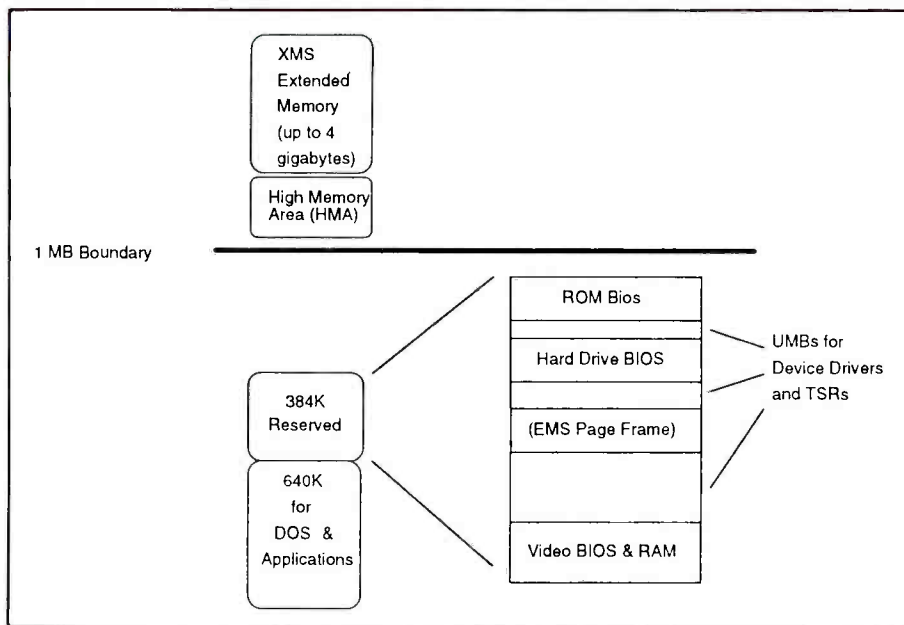 XMS
Extended
Memory
(up to 4
gigabytes)
High Memory
Area (HMA)
1 MB Boundary
384K
Reserved
640K
for
DOS &
Applications
ROM Bios
Hard Drive BIOS
(EMS Page Frame)
Video BIOS & RAM
UMBs for
Device Drivers
and TSRs